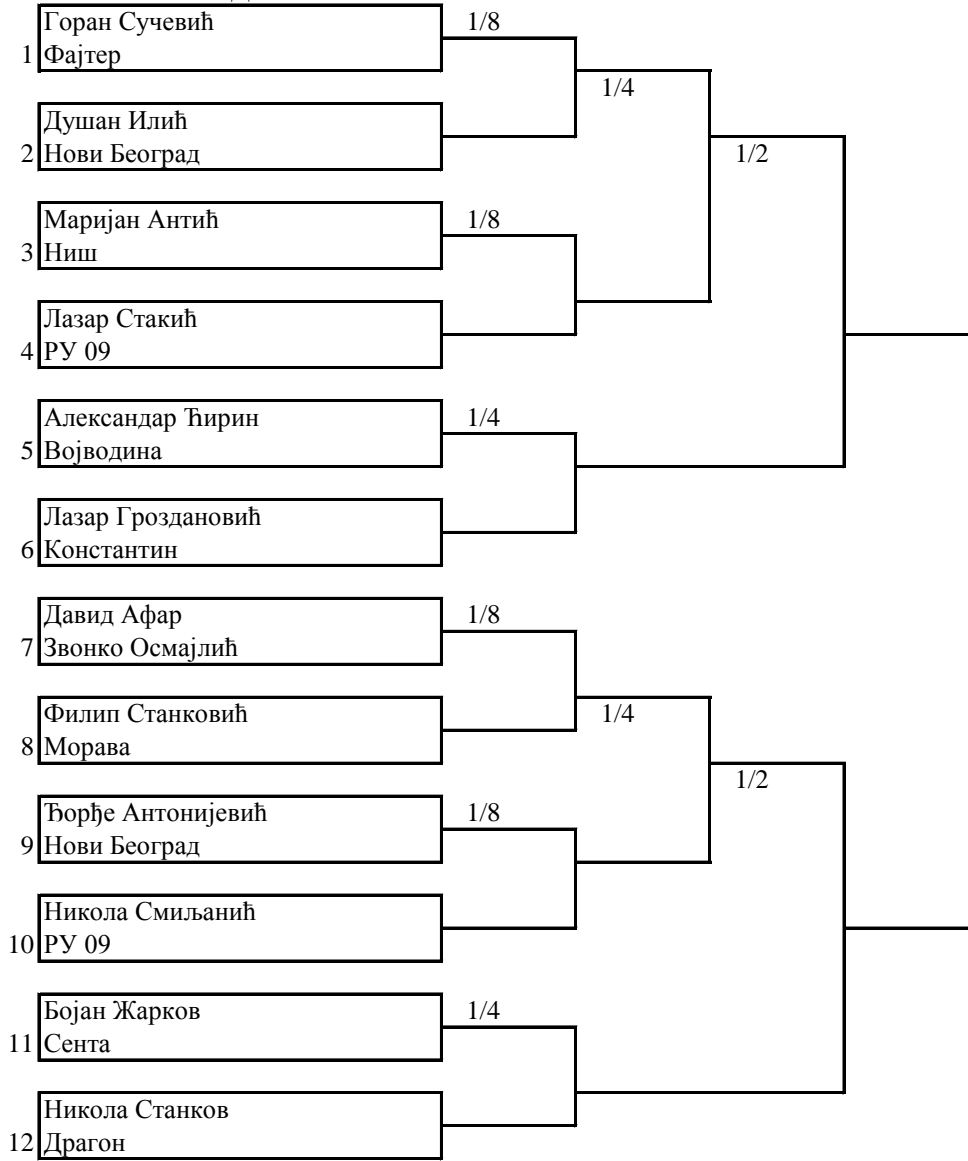 Горан Сучевић 1/8
1 Фајтер
1/4
Душан Илић
2 Нови Београд 1/2
Маријан Антић 1/8
3 Ниш
Лазар Стакић
4 РУ 09
Александар Ћирин 1/4
5 Војводина
Лазар Гроздановић
6 Константин
Давид Афар 1/8
7 Звонко Осмајлић
Филип Станковић 1/4
8 Морава
1/2
Ђорђе Антонијевић 1/8
9 Нови Београд
Никола Смиљанић
10 РУ 09
Бојан Жарков 1/4
11 Сента
Никола Станков
12 Драгон